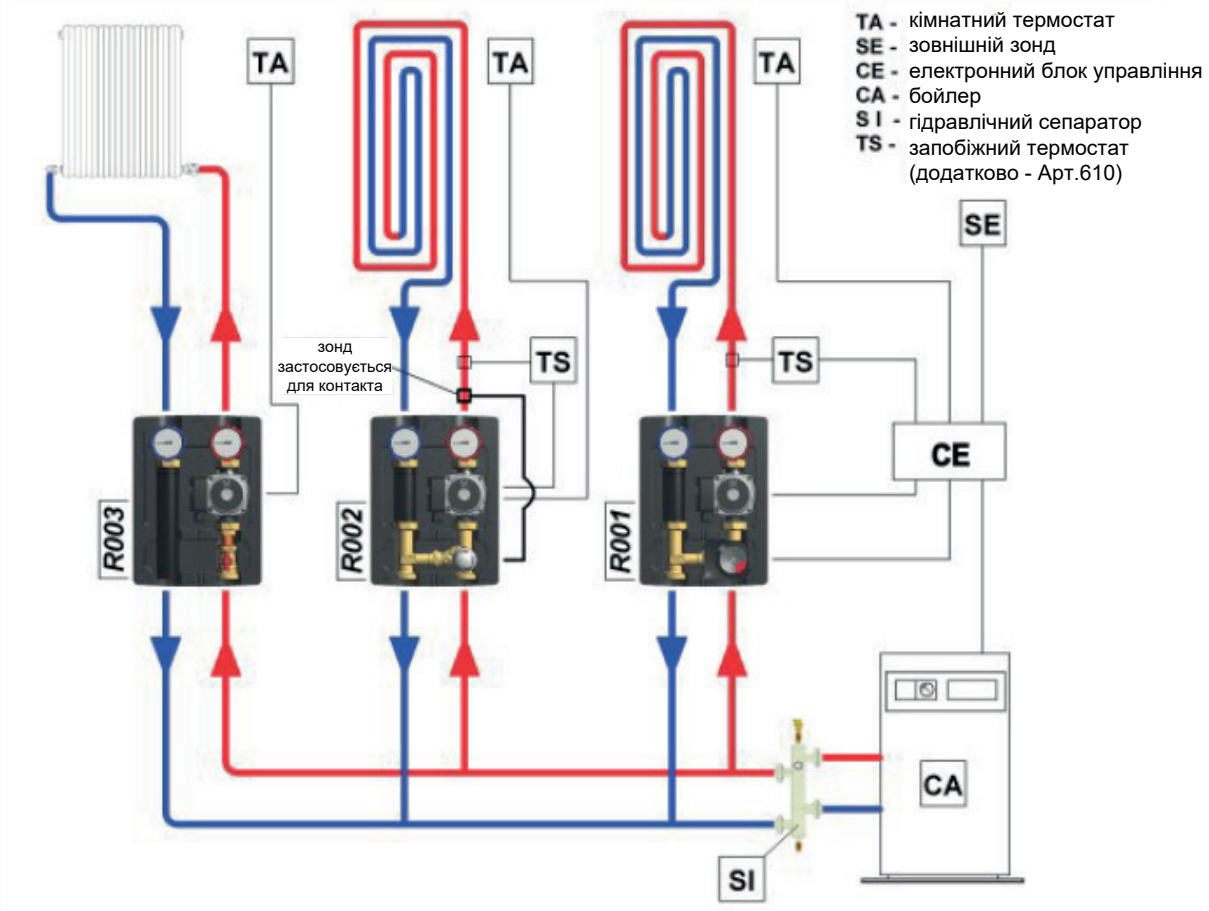 TA - кімнатний термостат
SE - зовнішній зонд
CE - електронний блок управління
CA - бойлер
S I - гідравлічний сепаратор
TS - запобіжний термостат
(додатково - Арт.610)
TA
TA
TA
SE
зонд
застосовується
для контакта
TS
TS
CE
R003
R002
R001
CA
SI